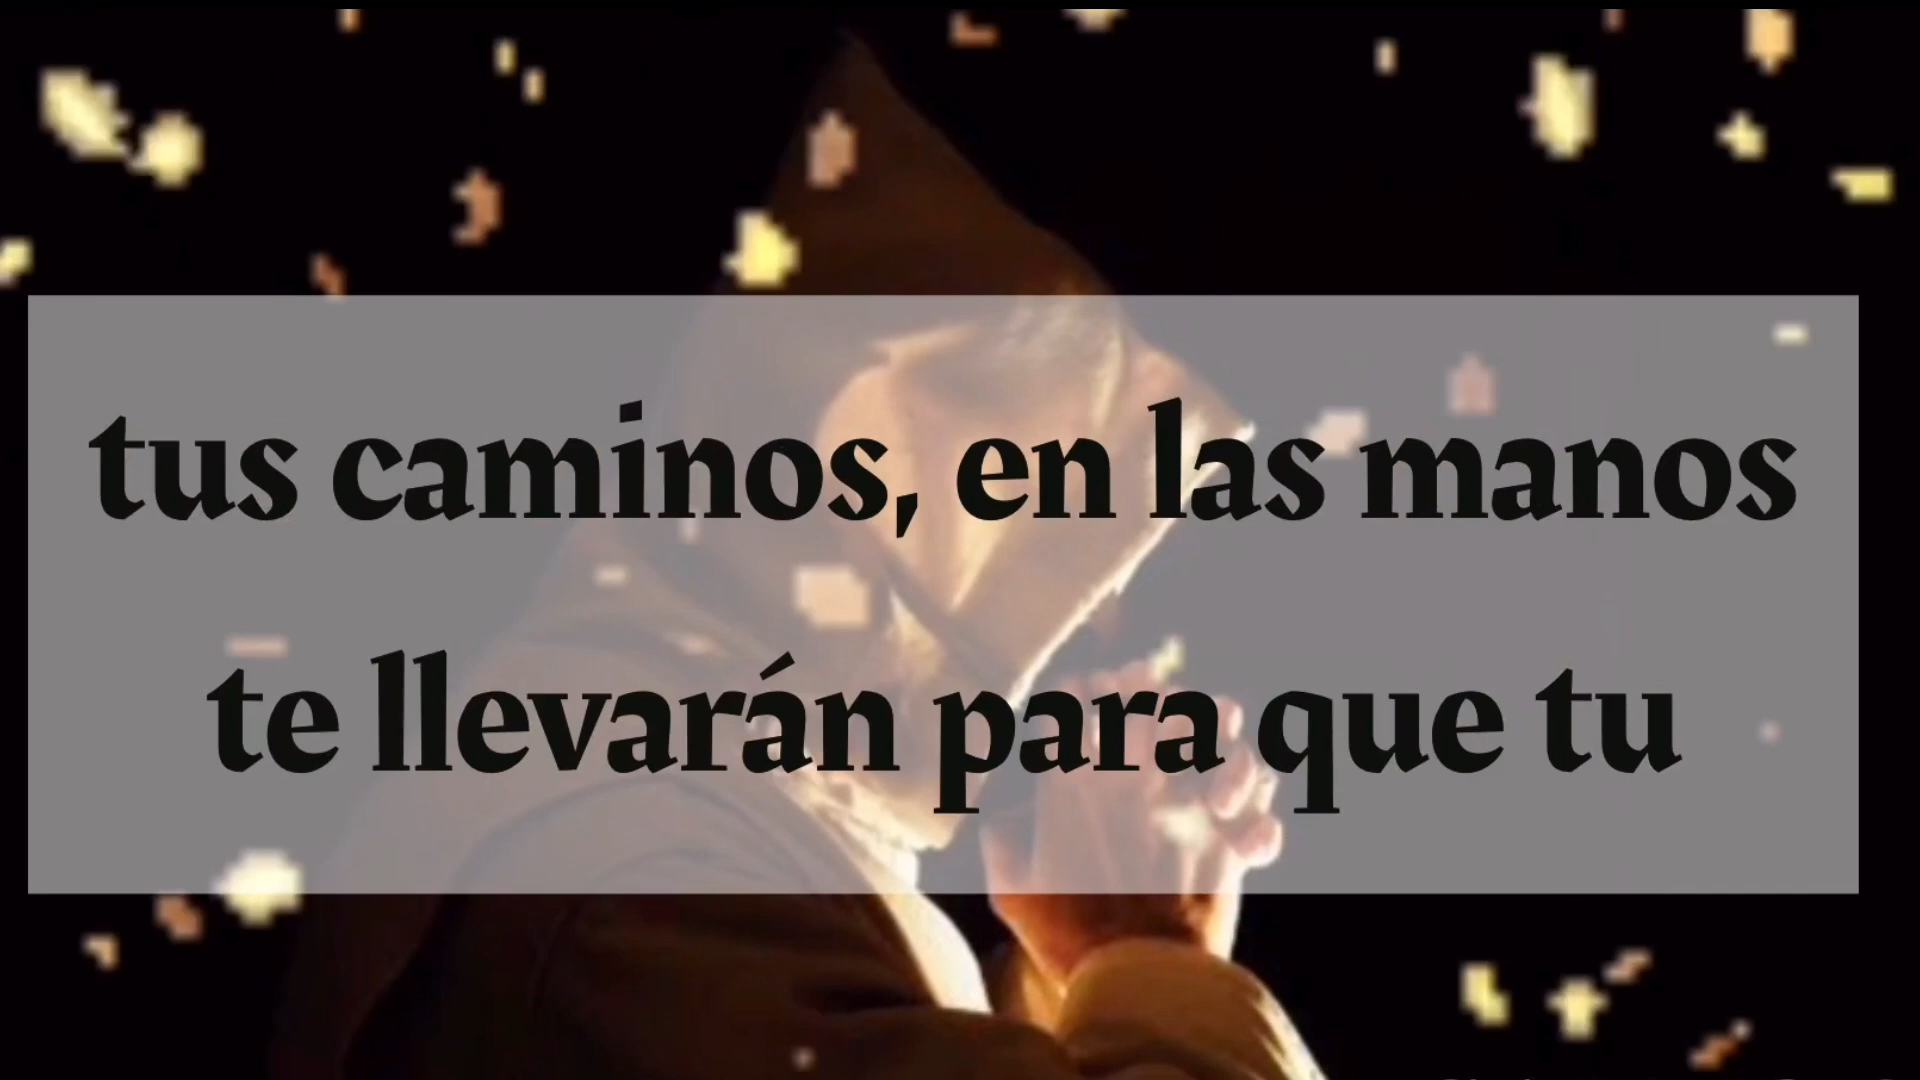 tus caminos, en las manos
te llevarán para que tu